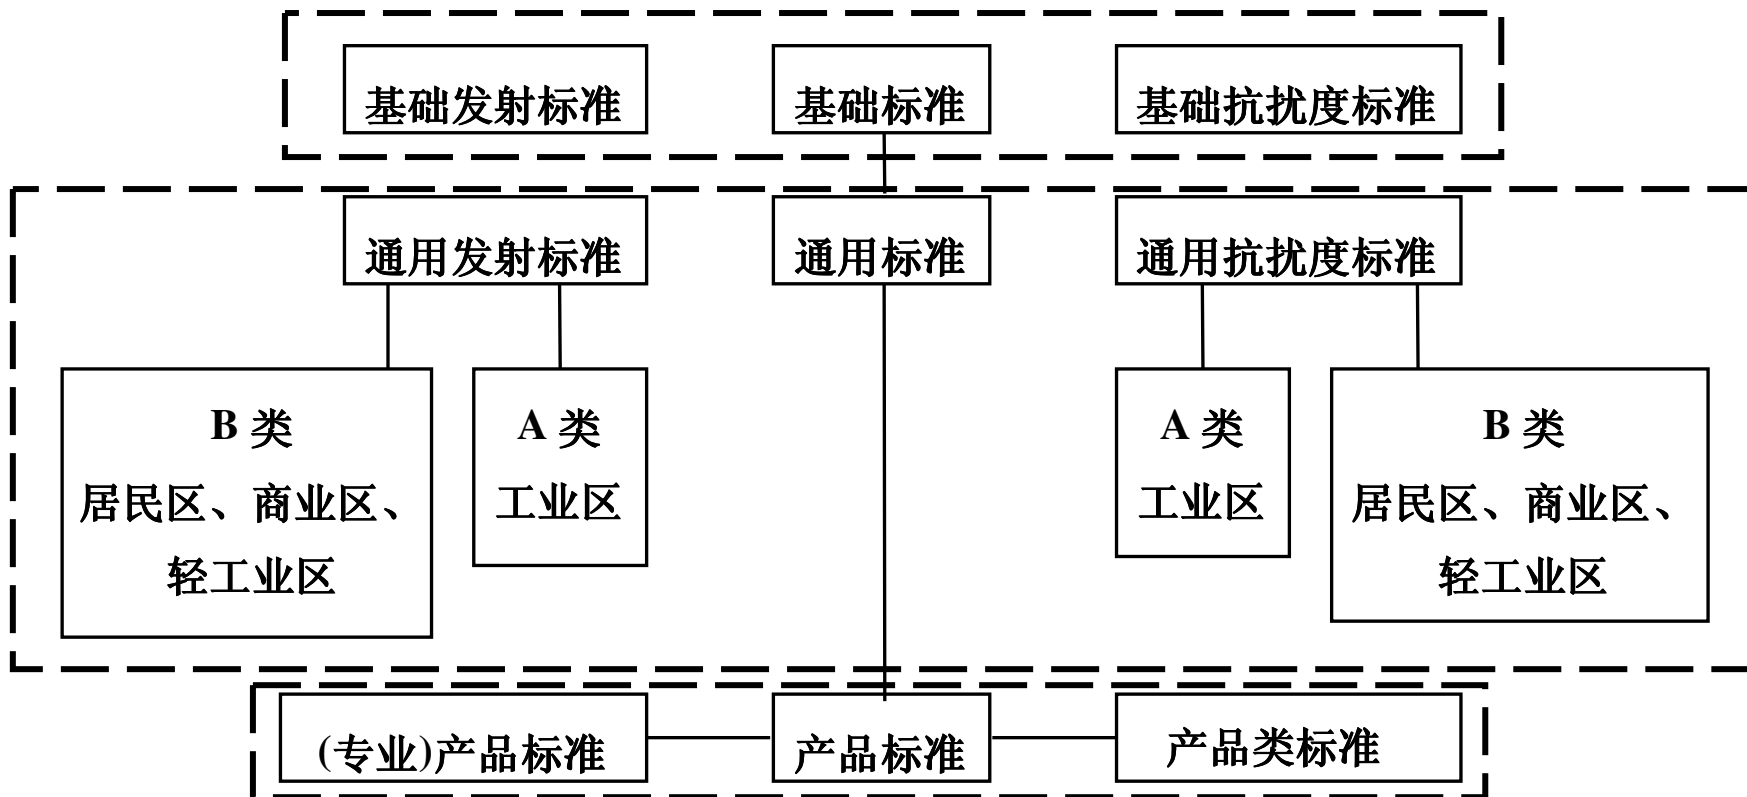 基础发射标准
基础标准
基础抗扰度标准
通用发射标准
通用标准
通用抗扰度标准
B 类
居民区、商业区、
轻工业区
A 类
工业区
A 类
工业区
B 类
居民区、商业区、
轻工业区
(专业)产品标准
产品标准
产品类标准